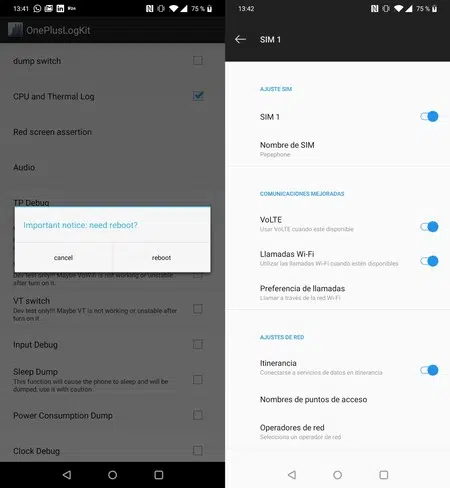 13:41
75 %
OnePlusLogKit
dump switch
CPU and Thermal Log
Red screen assertion
Audio
TP Debug
Important notice: need reboot?
cancel
reboot
Dev test only!!! Maybe VoWifi is not working or unstable
after turn on it.
VT switch
Dev test only!!! Maybe VT is not working or unstable after
turn on it.
Input Debug
Sleep Dump
This function will cause the phone to sleep and will be
dumped, use it with caution
Power Consumption Dump
Clock Debug
13:42
75 %
SIM 1
AJUSTE SIM
SIM 1
Nombre de SIM
Pepephone
COMUNICACIONES MEJORADAS
VoLTE
Usar VoLTE cuando esté disponible
Llamadas Wi-Fi
Utilizar las llamadas Wi-Fi cuando estén disponibles
Preferencia de llamadas
Llamar a través de la red Wi-Fi
AJUSTES DE RED
Itinerancia
Conectarse a servicios de datos en itinerancia
Nombres de puntos de acceso
Operadores de red
Selecciona un operador de red